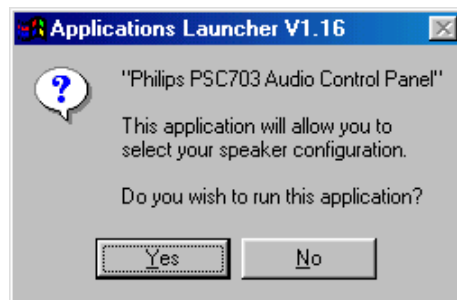 Applications Launcher V1.16
"Philips PSC703 Audio Control Panel"
This application will allow you to
select your speaker configuration.
Do you wish to run this application?
Yes
No